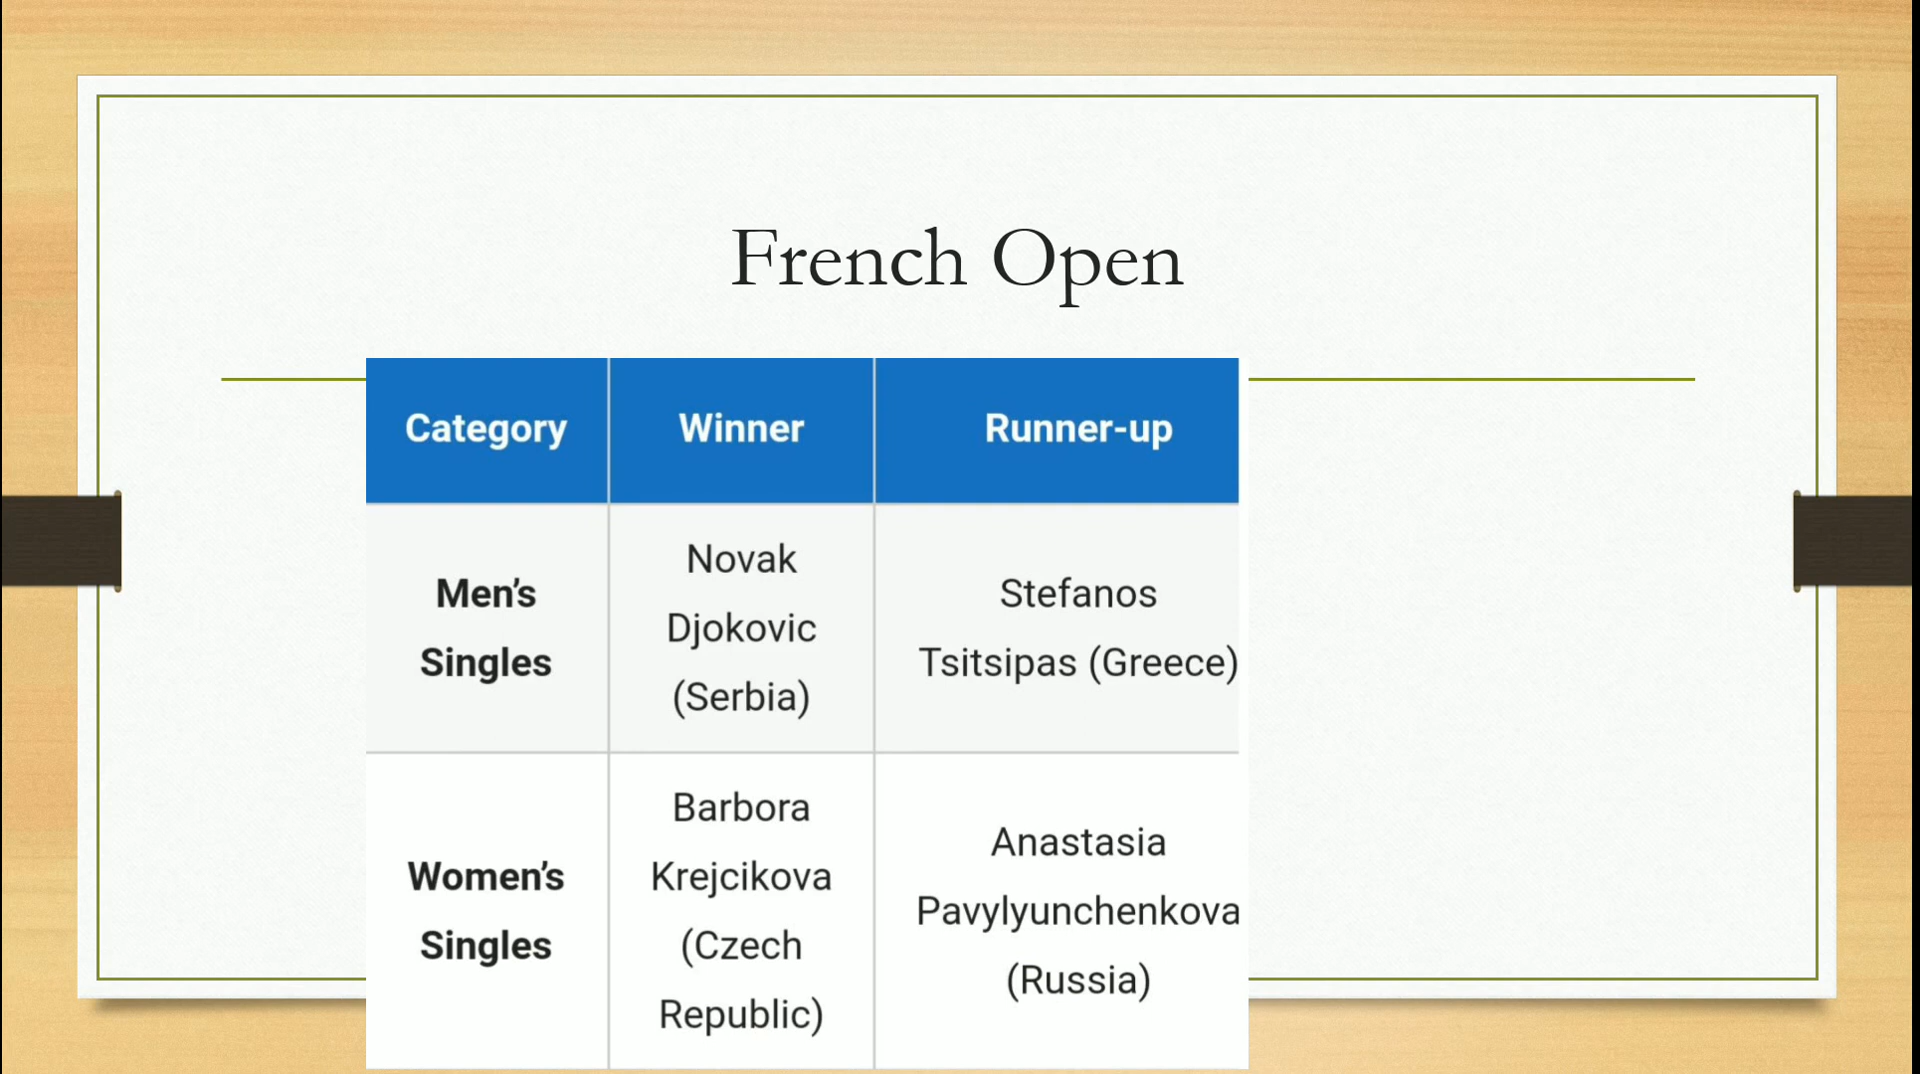 French Open
Category
Winner
Runner-up
Men's
Singles
Novak
Djokovic
(Serbia)
Stefanos
Tsitsipas (Greece)
Women's
Singles
Barbora
Krejcikova
(Czech
Republic)
Anastasia
Pavylyunchenkova
(Russia)